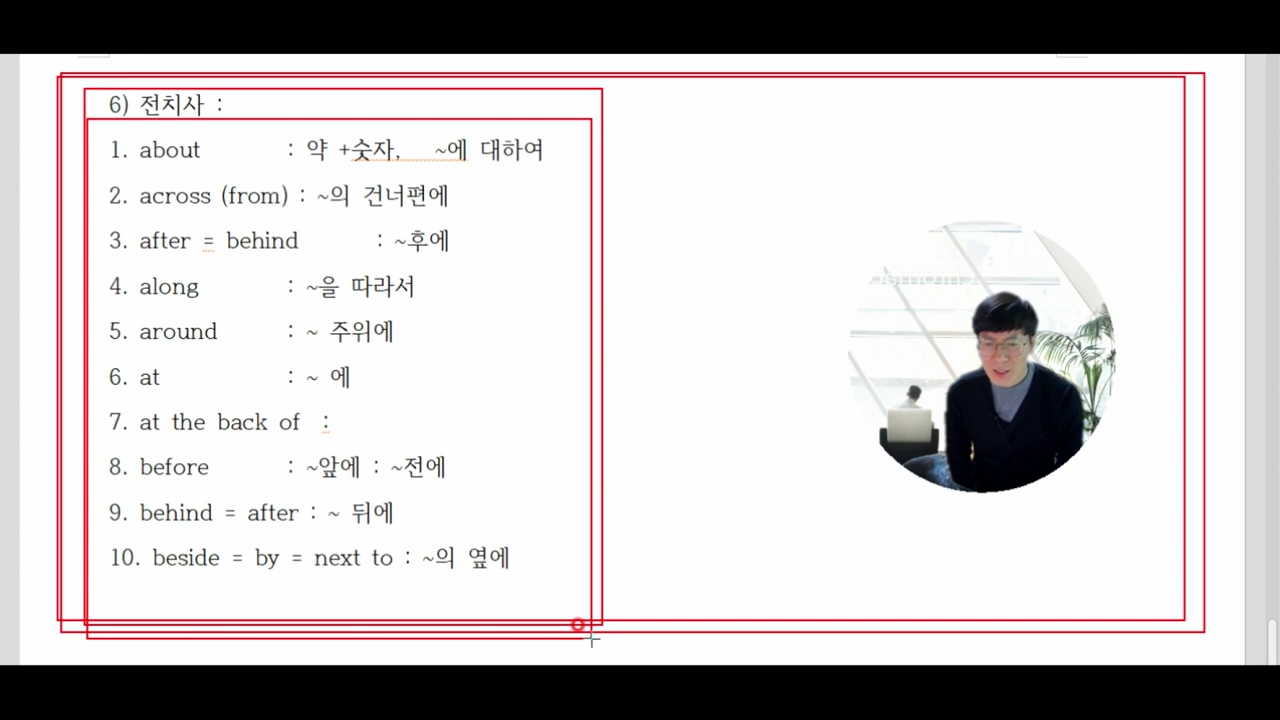 6) 전치사 :
1. about : 약 +숫자, ~에 대하여
2. across (from) : ~의 건너편에
3. after = behind : ~후에
4. along : ~을 따라서
5. around : ~ 주위에
6. at : ~ 에
7. at the back of :
8. before : ~앞에 : ~전에
9. behind = after : ~ 뒤에
10. beside = by = next to : ~의 옆에